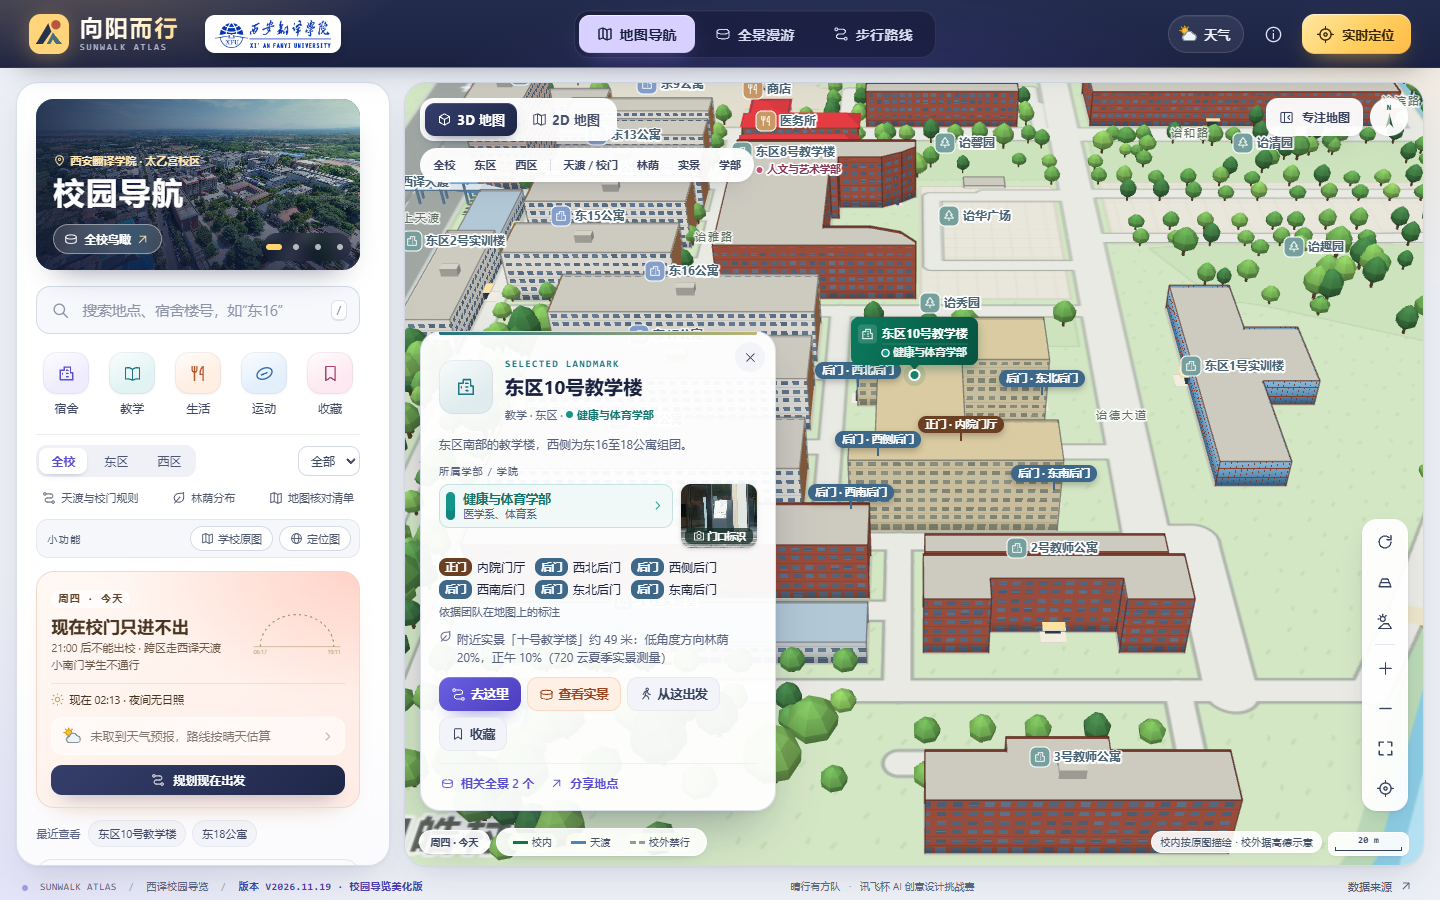 向阳而行
SUNWALK ATLAS
西安翻译学院
XI'AN FANYI UNIVERSITY
地图导航
全景漫游
步行路线
天气
实时定位
西安翻译学院 · 太乙宫校区
校园导航
全校鸟瞰
搜索地点、宿舍楼号，如“东16”
/
宿舍
教学
生活
运动
收藏
全校
东区
西区
全部
天渡与校门规则
林荫分布
地图核对清单
小功能
学校原图
定位图
周四 · 今天
现在校门只进不出
21:00 后不能出校 · 跨区走西译天渡
小南门学生不通行
现在 02:13 · 夜间无日照
未取到天气预报，路线按晴天估算
规划现在出发
最近查看
东区10号教学楼
东18公寓
3D 地图
2D 地图
全校
东区
西区
天渡 / 校门
林荫
实景
学部
专注地图
N
东9公寓
商店
东13公寓
医务所
东区8号教学楼
人文与艺术学部
诒馨园
诒和路
诒清园
上天渡
东15公寓
诒雅路
诒华广场
东区2号实训楼
东16公寓
诒趣园
诒秀园
东区10号教学楼
健康与体育学部
后门 · 西北后门
后门 · 东北后门
东区1号实训楼
诒德大道
正门 · 内院门厅
后门 · 西侧后门
后门 · 东南后门
后门 · 西南后门
2号教师公寓
3号教师公寓
SELECTED LANDMARK
东区10号教学楼
教学 · 东区 · 健康与体育学部
东区南部的教学楼，西侧为东16至18公寓组团。
所属学部 / 学院
健康与体育学部
医学系、体育系
门口标识
正门 内院门厅
后门 西北后门
后门 西侧后门
后门 西南后门
后门 东北后门
后门 东南后门
依据团队在地图上的标注
附近实景「十号教学楼」约 49 米：低角度方向林荫
20%，正午 10%（720 云夏季实景测量）
去这里
查看实景
从这出发
收藏
相关全景 2 个
分享地点
周四 · 今天
校内
天渡
校外禁行
校内按原图描绘 · 校外据高德示意
20 m
SUNWALK ATLAS / 西译校园导览 / 版本 V2026.11.19 · 校园导览美化版
晴行有方队 · 讯飞杯 AI 创意设计挑战赛
数据来源